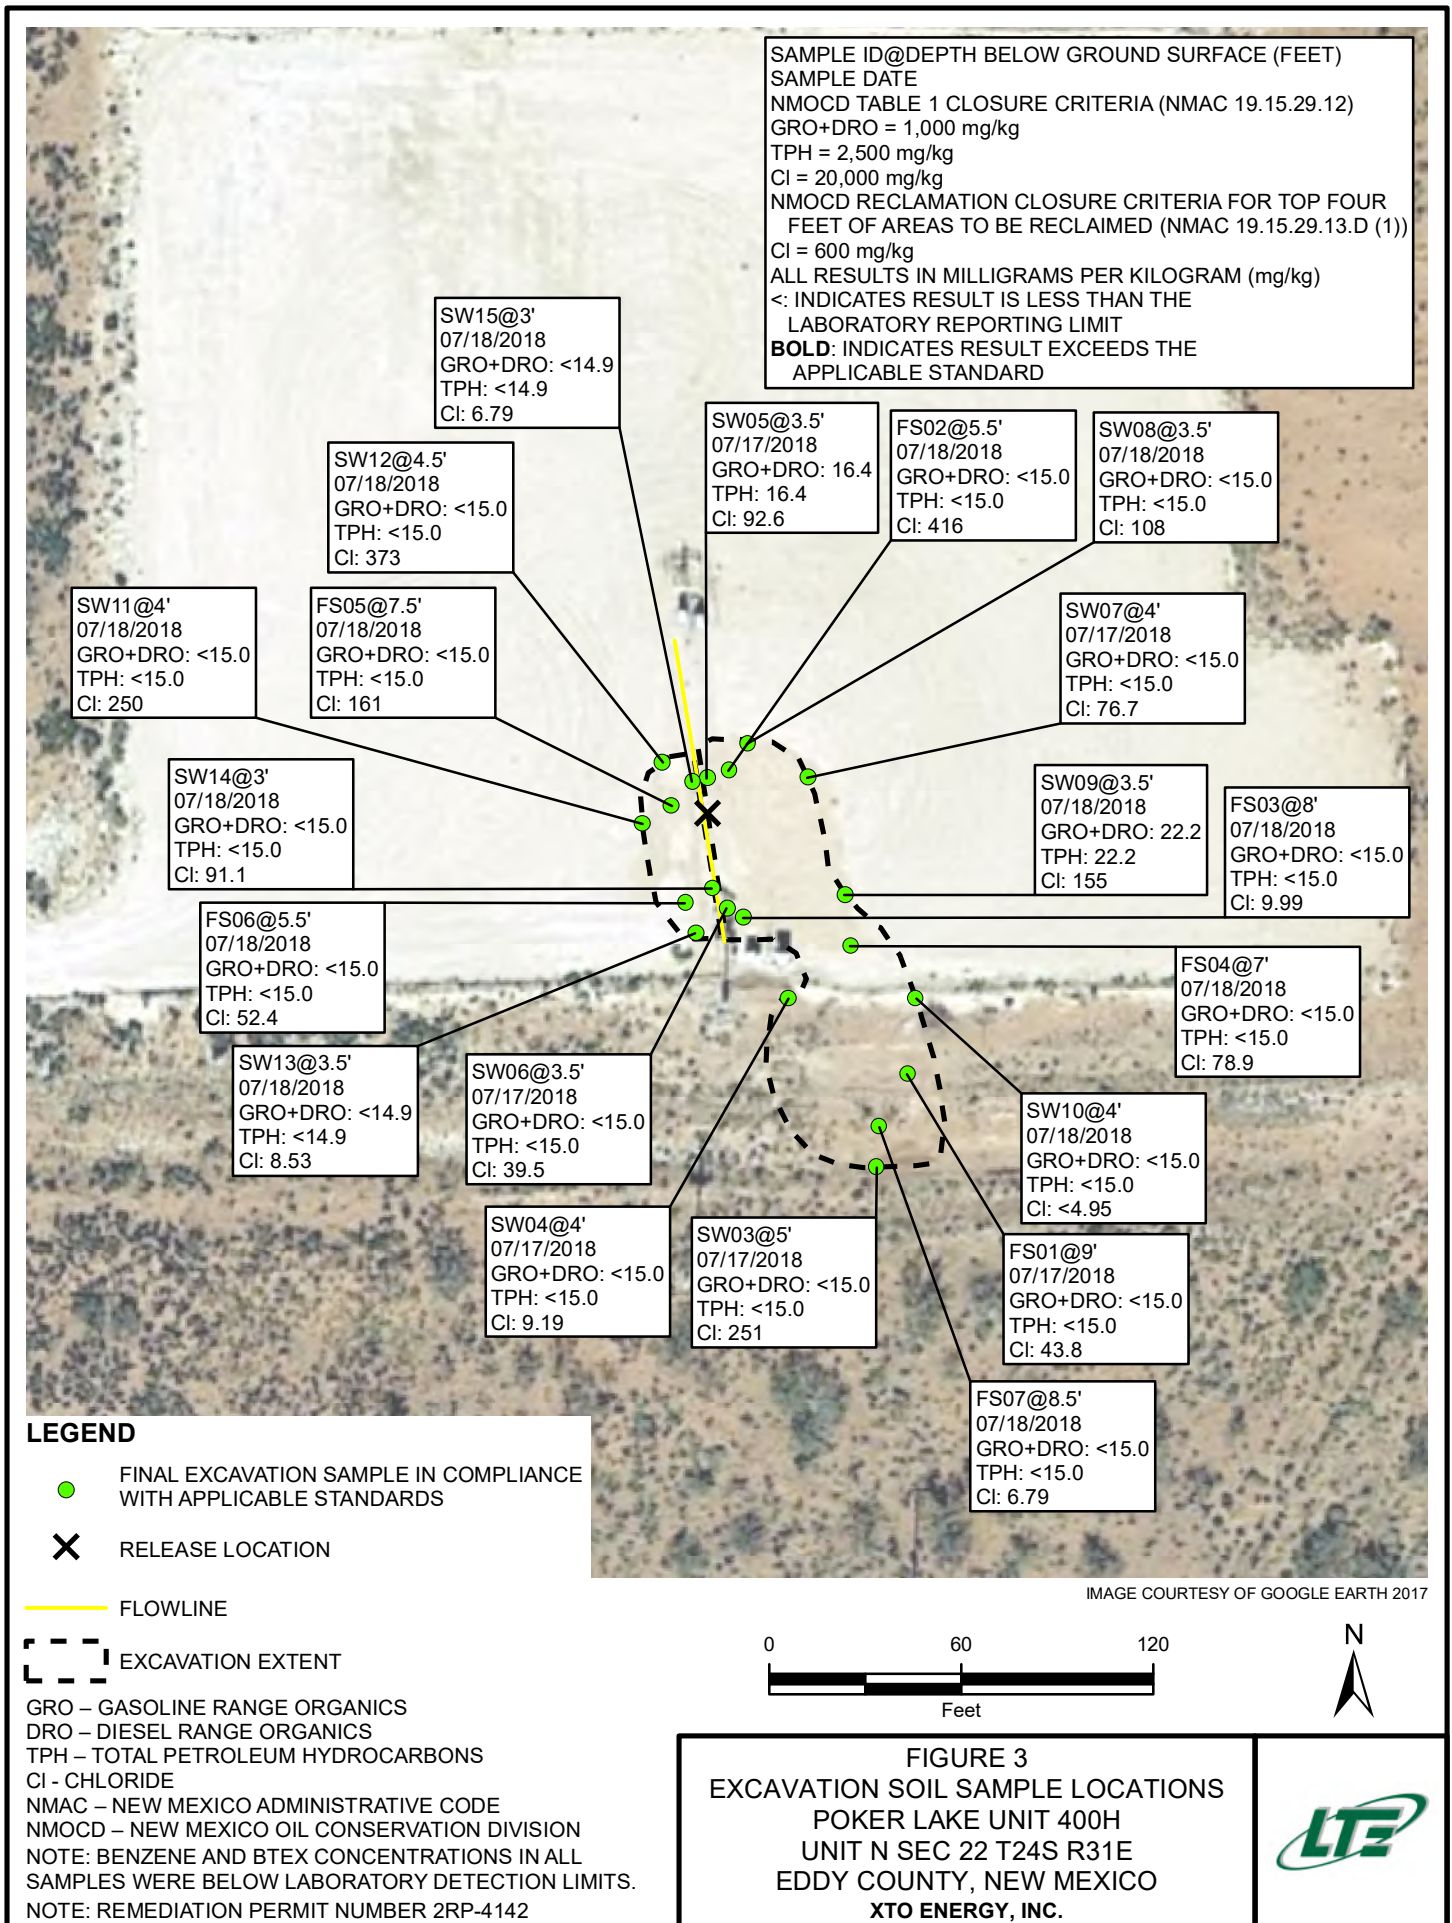 SAMPLE ID@DEPTH BELOW GROUND SURFACE (FEET)
SAMPLE DATE
NMOCD TABLE 1 CLOSURE CRITERIA (NMAC 19.15.29.12)
GRO+DRO = 1,000 mg/kg
TPH = 2,500 mg/kg
Cl = 20,000 mg/kg
NMOCD RECLAMATION CLOSURE CRITERIA FOR TOP FOUR
FEET OF AREAS TO BE RECLAIMED (NMAC 19.15.29.13.D (1))
Cl = 600 mg/kg
ALL RESULTS IN MILLIGRAMS PER KILOGRAM (mg/kg)
<: INDICATES RESULT IS LESS THAN THE
LABORATORY REPORTING LIMIT
BOLD: INDICATES RESULT EXCEEDS THE
APPLICABLE STANDARD
SW15@3'
07/18/2018
GRO+DRO: <14.9
TPH: <14.9
Cl: 6.79
SW05@3.5'
07/17/2018
GRO+DRO: 16.4
TPH: 16.4
Cl: 92.6
FS02@5.5'
07/18/2018
GRO+DRO: <15.0
TPH: <15.0
Cl: 416
SW08@3.5'
07/18/2018
GRO+DRO: <15.0
TPH: <15.0
Cl: 108
SW12@4.5'
07/18/2018
GRO+DRO: <15.0
TPH: <15.0
Cl: 373
SW11@4'
07/18/2018
GRO+DRO: <15.0
TPH: <15.0
Cl: 250
FS05@7.5'
07/18/2018
GRO+DRO: <15.0
TPH: <15.0
Cl: 161
SW07@4'
07/17/2018
GRO+DRO: <15.0
TPH: <15.0
Cl: 76.7
SW14@3'
07/18/2018
GRO+DRO: <15.0
TPH: <15.0
Cl: 91.1
SW09@3.5'
07/18/2018
GRO+DRO: 22.2
TPH: 22.2
Cl: 155
FS03@8'
07/18/2018
GRO+DRO: <15.0
TPH: <15.0
Cl: 9.99
FS06@5.5'
07/18/2018
GRO+DRO: <15.0
TPH: <15.0
Cl: 52.4
FS04@7'
07/18/2018
GRO+DRO: <15.0
TPH: <15.0
Cl: 78.9
SW13@3.5'
07/18/2018
GRO+DRO: <14.9
TPH: <14.9
Cl: 8.53
SW06@3.5'
07/17/2018
GRO+DRO: <15.0
TPH: <15.0
Cl: 39.5
SW10@4'
07/18/2018
GRO+DRO: <15.0
TPH: <15.0
Cl: <4.95
SW04@4'
07/17/2018
GRO+DRO: <15.0
TPH: <15.0
Cl: 9.19
SW03@5'
07/17/2018
GRO+DRO: <15.0
TPH: <15.0
Cl: 251
FS01@9'
07/17/2018
GRO+DRO: <15.0
TPH: <15.0
Cl: 43.8
FS07@8.5'
07/18/2018
GRO+DRO: <15.0
TPH: <15.0
Cl: 6.79
LEGEND
FINAL EXCAVATION SAMPLE IN COMPLIANCE
WITH APPLICABLE STANDARDS
RELEASE LOCATION
FLOWLINE
EXCAVATION EXTENT
GRO – GASOLINE RANGE ORGANICS
DRO – DIESEL RANGE ORGANICS
TPH – TOTAL PETROLEUM HYDROCARBONS
Cl - CHLORIDE
NMAC – NEW MEXICO ADMINISTRATIVE CODE
NMOCD – NEW MEXICO OIL CONSERVATION DIVISION
NOTE: BENZENE AND BTEX CONCENTRATIONS IN ALL
SAMPLES WERE BELOW LABORATORY DETECTION LIMITS.
NOTE: REMEDIATION PERMIT NUMBER 2RP-4142
IMAGE COURTESY OF GOOGLE EARTH 2017
0 60 120
Feet
N
FIGURE 3
EXCAVATION SOIL SAMPLE LOCATIONS
POKER LAKE UNIT 400H
UNIT N SEC 22 T24S R31E
EDDY COUNTY, NEW MEXICO
XTO ENERGY, INC.
LTE